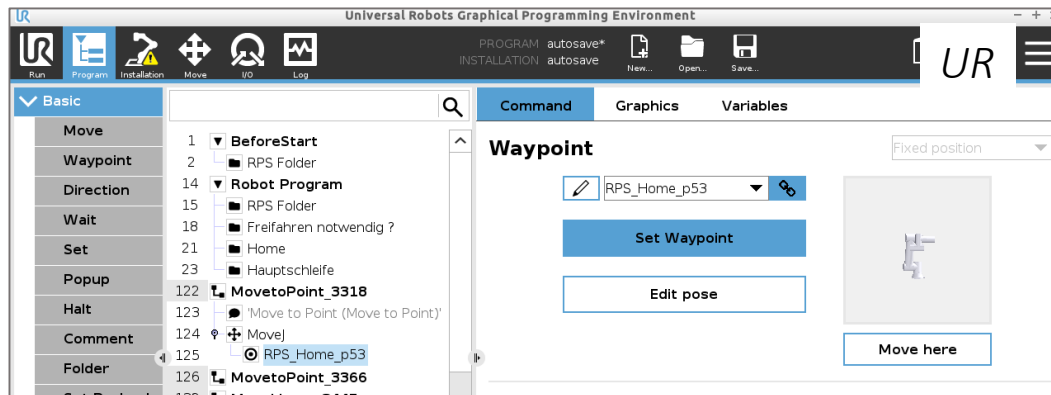 Universal Robots Graphical Programming Environment
PROGRAM autosave*
INSTALLATION autosave
Run Program Installation Move I/O Log New... Open... Save...
UR
Basic
Move
Waypoint
Direction
Wait
Set
Popup
Halt
Comment
Folder
1 BeforeStart
2 RPS Folder
14 Robot Program
15 RPS Folder
18 Freifahren notwendig ?
21 Home
23 Hauptschleife
122 MovetoPoint_3318
123 'Move to Point (Move to Point)'
124 MoveJ
125 RPS_Home_p53
126 MovetoPoint_3366
Command Graphics Variables
Waypoint
Fixed position
RPS_Home_p53
Set Waypoint
Edit pose
Move here